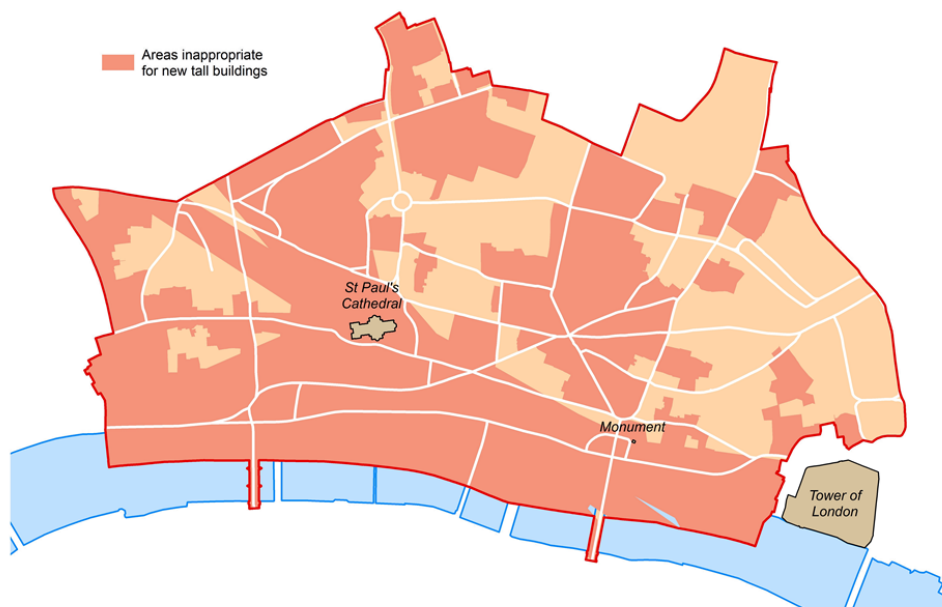 Areas inappropriate
for new tall buildings
St Paul's
Cathedral
Monument
Tower of
London